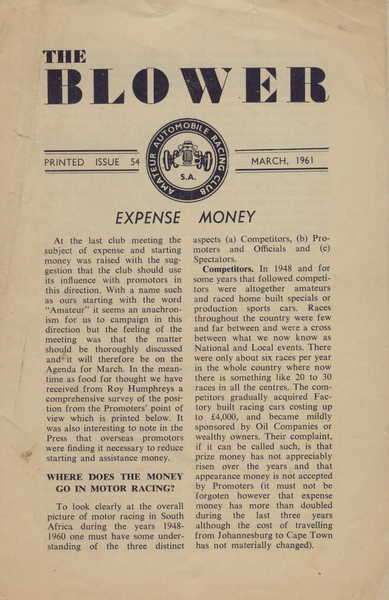 THE
BLOWER
AMATEUR AUTOMOBILE RACING CLUB
S.A.
PRINTED ISSUE 54
MARCH, 1961
EXPENSE MONEY
At the last club meeting the
subject of expense and starting
money was raised with the sug-
gestion that the club should use
its influence with promotors in
this direction. With a name such
as ours starting with the word
"Amateur" it seems an anachron-
ism for us to campaign in this
direction but the feeling of the
meeting was that the matter
should be thoroughly discussed
and it will therefore be on the
Agenda for March. In the mean-
time as food for thought we have
received from Roy Humphreys a
comprehensive survey of the posi-
tion from the Promoters' point of
view which is printed below. It
was also interesting to note in the
Press that overseas promotors
were finding it necessary to reduce
starting and assistance money.
WHERE DOES THE MONEY
GO IN MOTOR RACING?
To look clearly at the overall
picture of motor racing in South
Africa during the years 1948-
1960 one must have some under-
standing of the three distinct
aspects (a) Competitors, (b) Pro-
moters and Officials and (c)
Spectators.
Competitors. In 1948 and for
some years that followed competi-
tors were altogether amateurs
and raced home built specials or
production sports cars. Races
throughout the country were few
and far between and were a cross
between what we now know as
National and Local events. There
were only about six races per year
in the whole country where now
there is something like 20 to 30
races in all the centres. The com-
petitors gradually acquired Fac-
tory built racing cars costing up
to £4,000, and became mildly
sponsored by Oil Companies or
wealthy owners. Their complaint,
if it can be called such, is that
prize money has not appreciably
risen over the years and that
appearance money is not accepted
by Promoters (it must not be
forgoten however that expense
money has more than doubled
during the last three years
although the cost of travelling
from Johannesburg to Cape Town
has not materially changed).